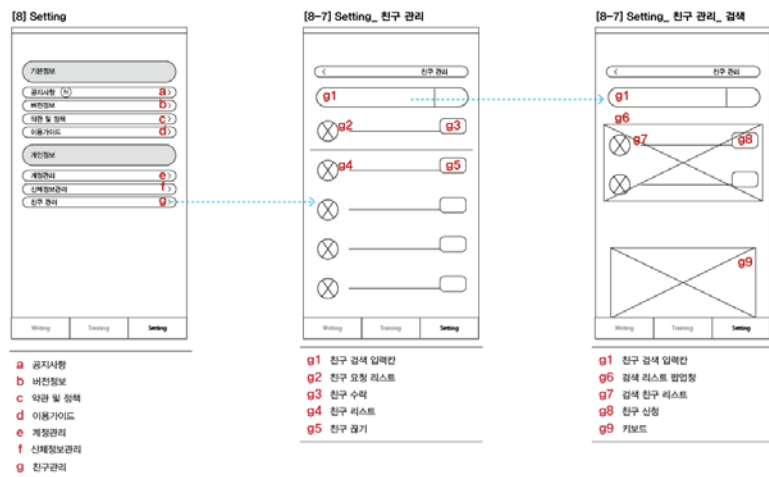 [8] Setting
기본정보
공지사항 N a >
버전정보 b >
약관 및 정책 c >
이용가이드 d >
개인정보
계정관리 e >
신체정보관리 f >
친구 관리 g >
Writing Training Setting
a 공지사항
b 버전정보
c 약관 및 정책
d 이용가이드
e 계정관리
f 신체정보관리
g 친구관리
[8-7] Setting_ 친구 관리
< 친구 관리
g1
g2 g3
g4 g5
Writing Training Setting
g1 친구 검색 입력칸
g2 친구 요청 리스트
g3 친구 수락
g4 친구 리스트
g5 친구 끊기
[8-7] Setting_ 친구 관리_ 검색
< 친구 관리
g1
g6
g7 g8
g9
Writing Training Setting
g1 친구 검색 입력칸
g6 검색 리스트 팝업창
g7 검색 친구 리스트
g8 친구 신청
g9 키보드